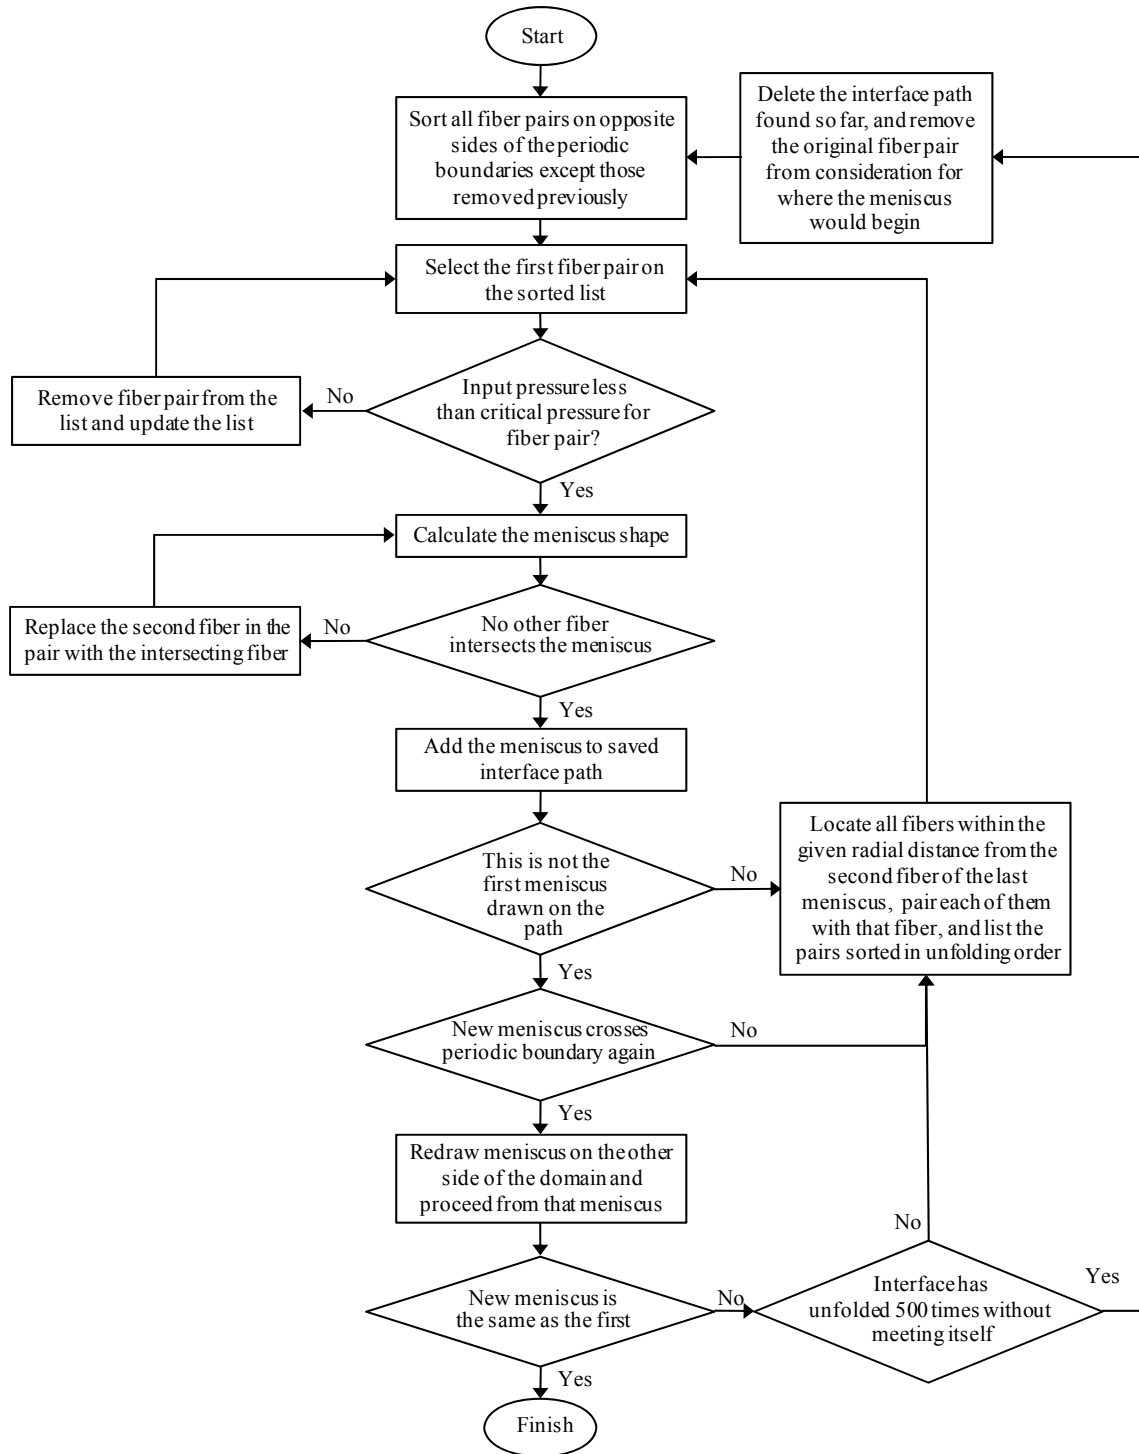 Start
Sort all fiber pairs on opposite
sides of the periodic
boundaries except those
removed previously
Delete the interface path
found so far, and remove
the original fiber pair
from consideration for
where the meniscus
would begin
Select the first fiber pair on
the sorted list
Remove fiber pair from the
list and update the list
No
Input pressure less
than critical pressure for
fiber pair?
Yes
Calculate the meniscus shape
Replace the second fiber in the
pair with the intersecting fiber
No
No other fiber
intersects the meniscus
Yes
Add the meniscus to saved
interface path
This is not the
first meniscus
drawn on the
path
No
Locate all fibers within the
given radial distance from the
second fiber of the last
meniscus, pair each of them
with that fiber, and list the
pairs sorted in unfolding order
Yes
New meniscus crosses
periodic boundary again
No
Yes
Redraw meniscus on the other
side of the domain and
proceed from that meniscus
No
New meniscus is
the same as the first
No
Interface has
unfolded 500 times without
meeting itself
Yes
Yes
Finish